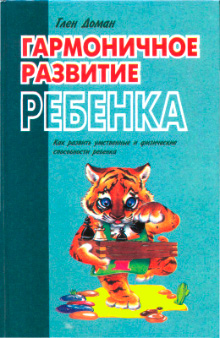 Глен Доман
ГАРМОНИЧНОЕ
РАЗВИТИЕ
РЕБЕНКА
Как развить умственные и физические
способности ребенка